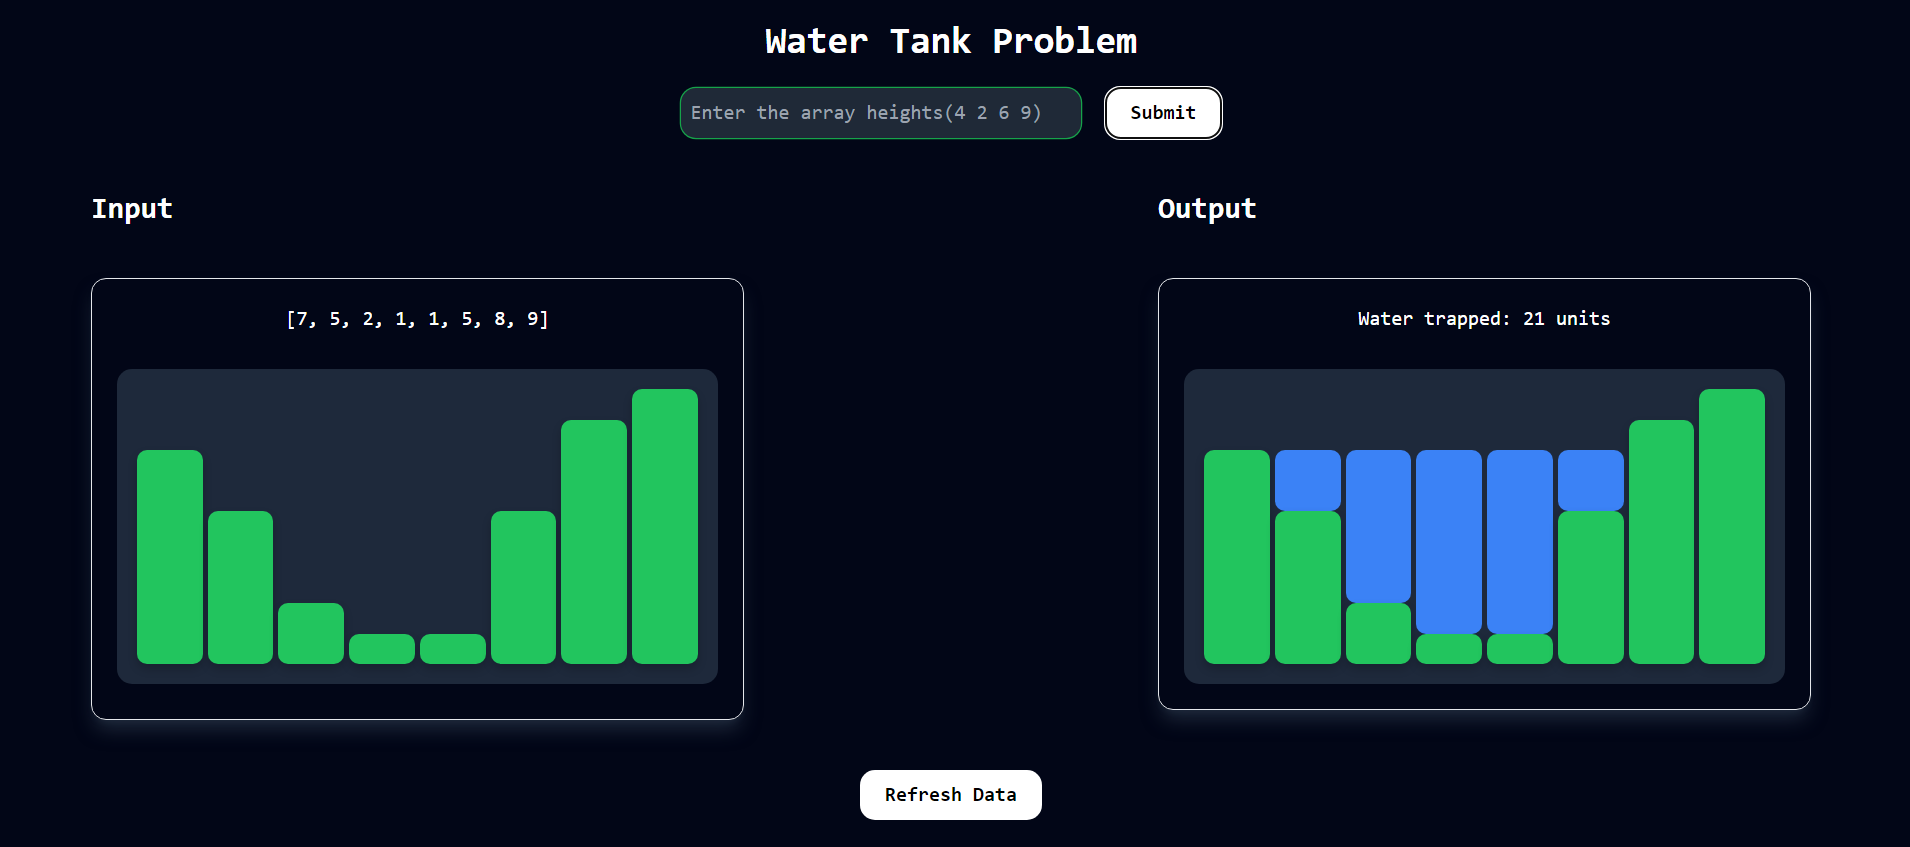 Water Tank Problem
Enter the array heights(4 2 6 9)
Submit
Input
[7, 5, 2, 1, 1, 5, 8, 9]
Output
Water trapped: 21 units
Refresh Data